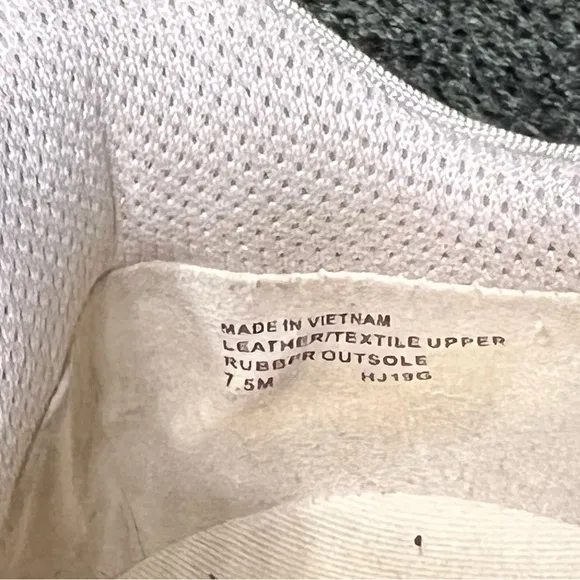 MADE IN VIETNAM
LEATHER/TEXTILE UPPER
RUBBER OUTSOLE
7.5M HJ19G